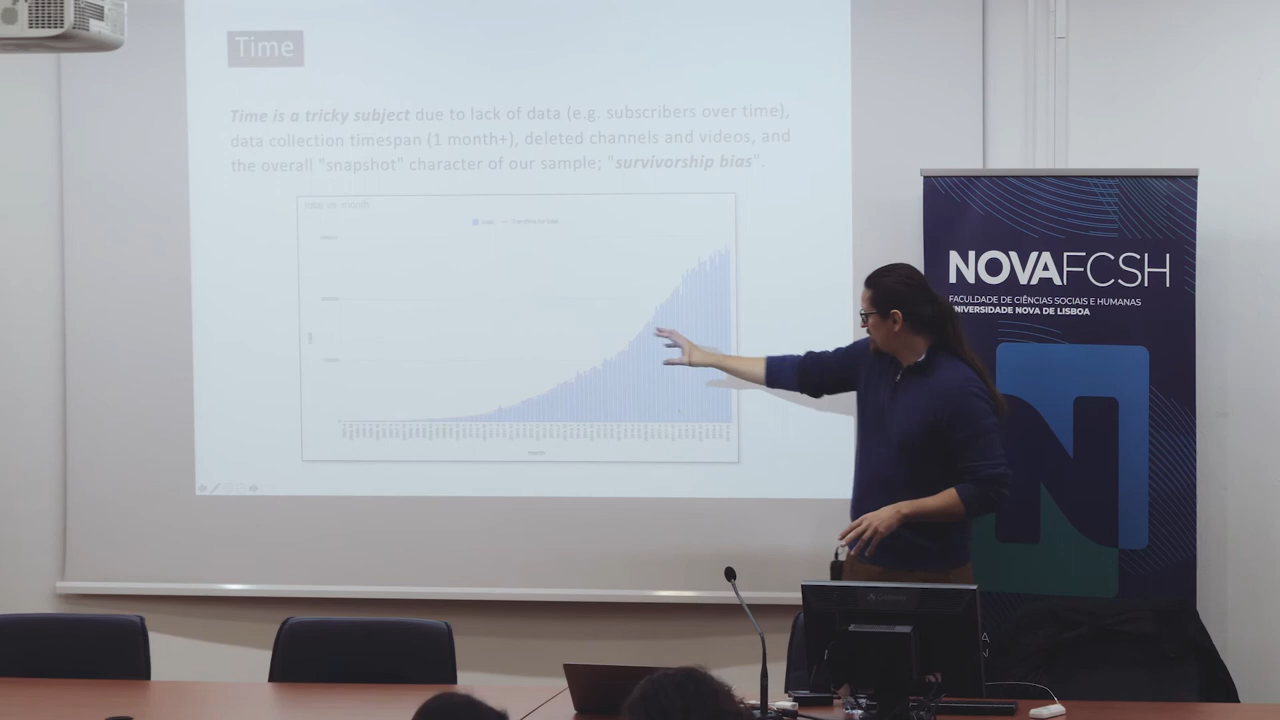 Time
Time is a tricky subject due to lack of data (e.g. subscribers over time),
data collection timespan (1 month+), deleted channels and videos, and
the overall "snapshot" character of our sample; "survivorship bias".
month
NOVAFCSH
FACULDADE DE CIÊNCIAS SOCIAIS E HUMANAS
UNIVERSIDADE NOVA DE LISBOA